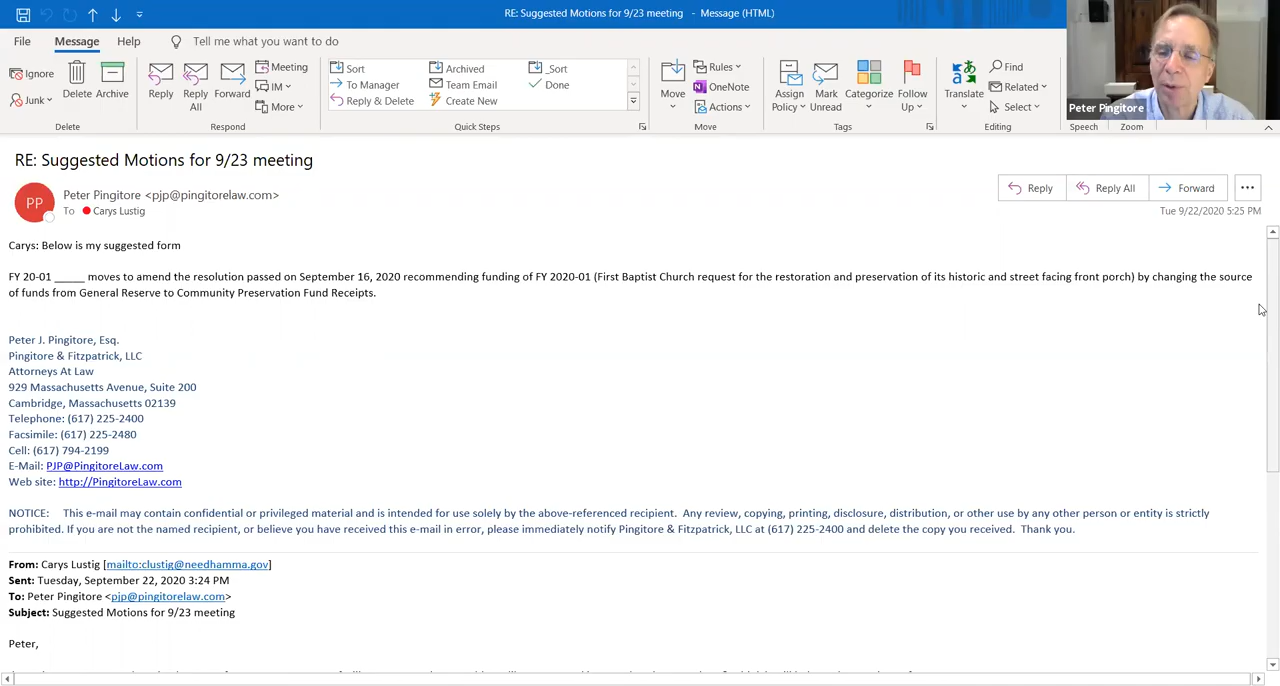 RE: Suggested Motions for 9/23 meeting - Message (HTML)
File Message Help Tell me what you want to do
Ignore
Junk
Delete
Archive
Reply
Reply All
Forward
Meeting
IM
More
Sort
To Manager
Reply & Delete
Archived
Team Email
Create New
_Sort
Done
Move
Rules
OneNote
Actions
Assign Policy
Mark Unread
Categorize
Follow Up
Translate
Find
Related
Select
Delete Respond Quick Steps Move Tags Editing Speech Zoom
Peter Pingitore
RE: Suggested Motions for 9/23 meeting
PP
Peter Pingitore <pjp@pingitorelaw.com>
To Carys Lustig
Reply Reply All Forward
Tue 9/22/2020 5:25 PM
Carys: Below is my suggested form
FY 20-01 _____ moves to amend the resolution passed on September 16, 2020 recommending funding of FY 2020-01 (First Baptist Church request for the restoration and preservation of its historic and street facing front porch) by changing the source
of funds from General Reserve to Community Preservation Fund Receipts.
Peter J. Pingitore, Esq.
Pingitore & Fitzpatrick, LLC
Attorneys At Law
929 Massachusetts Avenue, Suite 200
Cambridge, Massachusetts 02139
Telephone: (617) 225-2400
Facsimile: (617) 225-2480
Cell: (617) 794-2199
E-Mail: PJP@PingitoreLaw.com
Web site: http://PingitoreLaw.com
NOTICE: This e-mail may contain confidential or privileged material and is intended for use solely by the above-referenced recipient. Any review, copying, printing, disclosure, distribution, or other use by any other person or entity is strictly
prohibited. If you are not the named recipient, or believe you have received this e-mail in error, please immediately notify Pingitore & Fitzpatrick, LLC at (617) 225-2400 and delete the copy you received. Thank you.
From: Carys Lustig [mailto:clustig@needhamma.gov]
Sent: Tuesday, September 22, 2020 3:24 PM
To: Peter Pingitore <pjp@pingitorelaw.com>
Subject: Suggested Motions for 9/23 meeting
Peter,